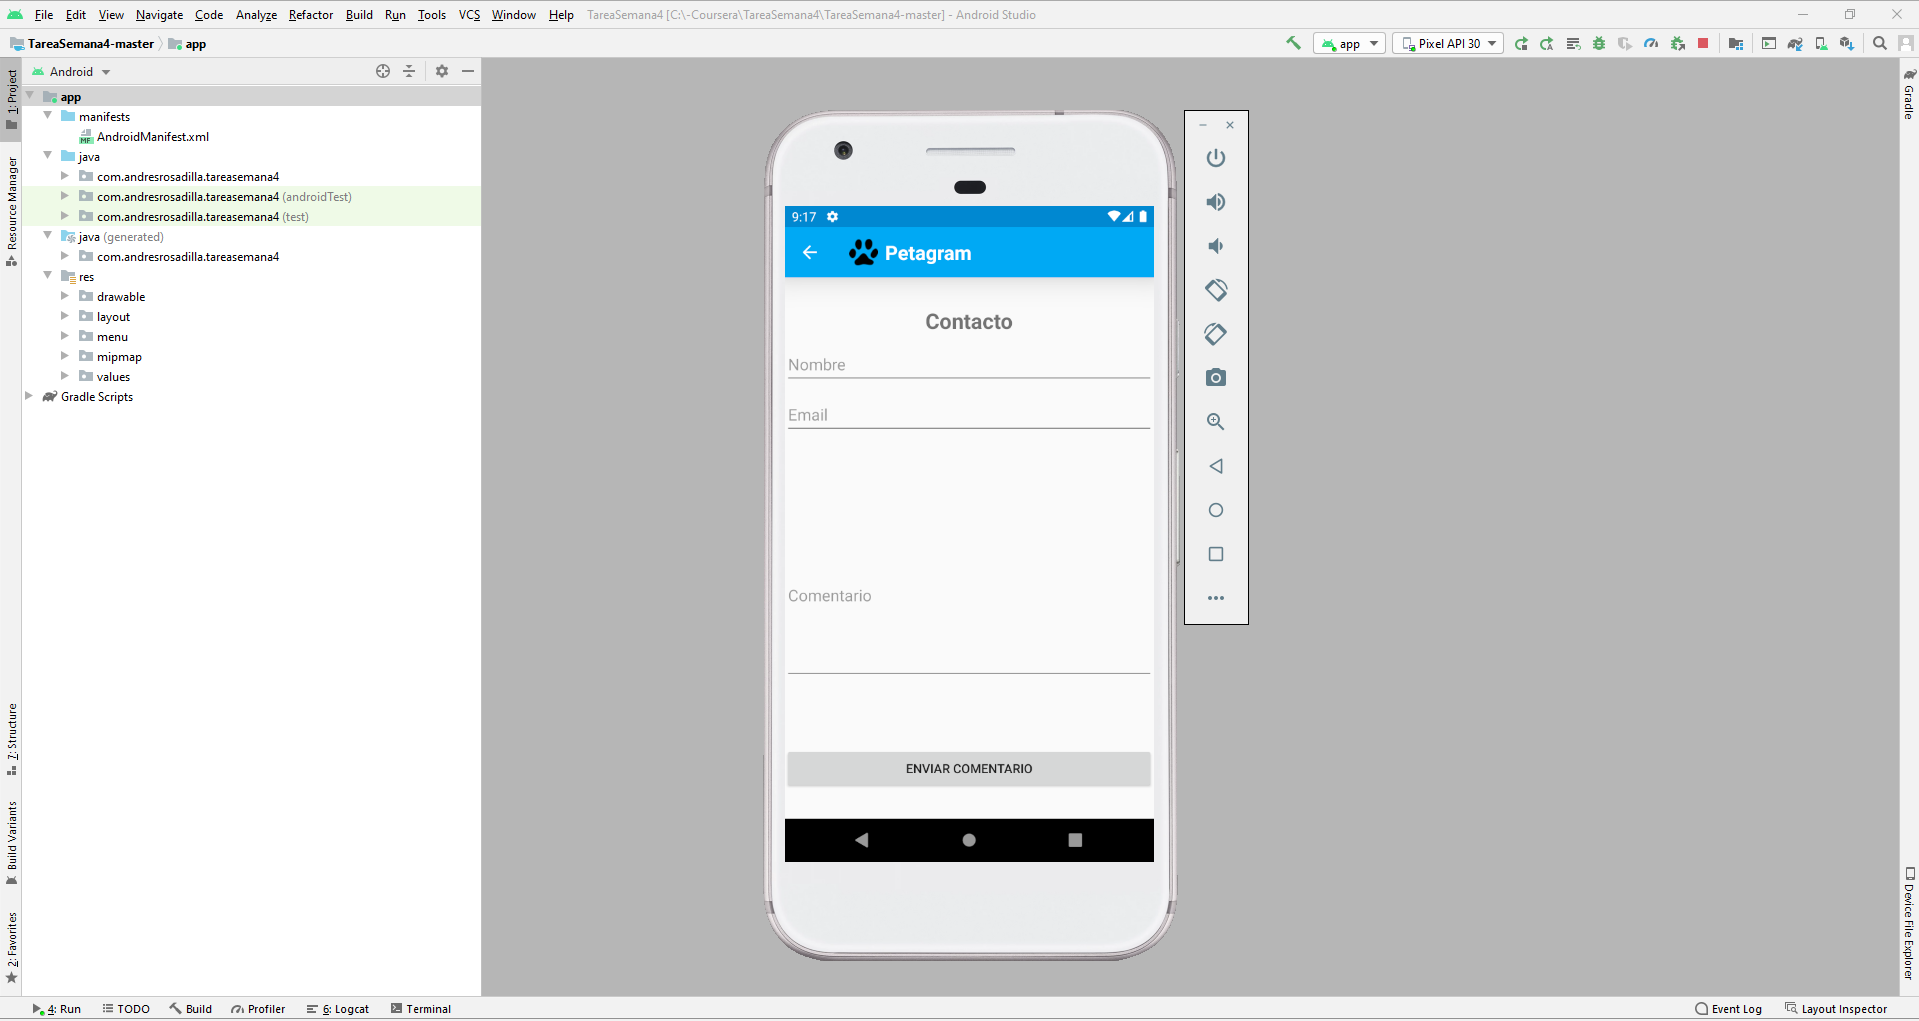 File Edit View Navigate Code Analyze Refactor Build Run Tools VCS Window Help TareaSemana4 [C:\-Coursera\TareaSemana4\TareaSemana4-master] - Android Studio
TareaSemana4-master app
app Pixel API 30
1: Project
Resource Manager
7: Structure
Build Variants
2: Favorites
Android
app
manifests
AndroidManifest.xml
java
com.andresrosadilla.tareasemana4
com.andresrosadilla.tareasemana4 (androidTest)
com.andresrosadilla.tareasemana4 (test)
java (generated)
com.andresrosadilla.tareasemana4
res
drawable
layout
menu
mipmap
values
Gradle Scripts
9:17
Petagram
Contacto
Nombre
Email
Comentario
ENVIAR COMENTARIO
Gradle
Device File Explorer
4: Run TODO Build Profiler 6: Logcat Terminal Event Log Layout Inspector